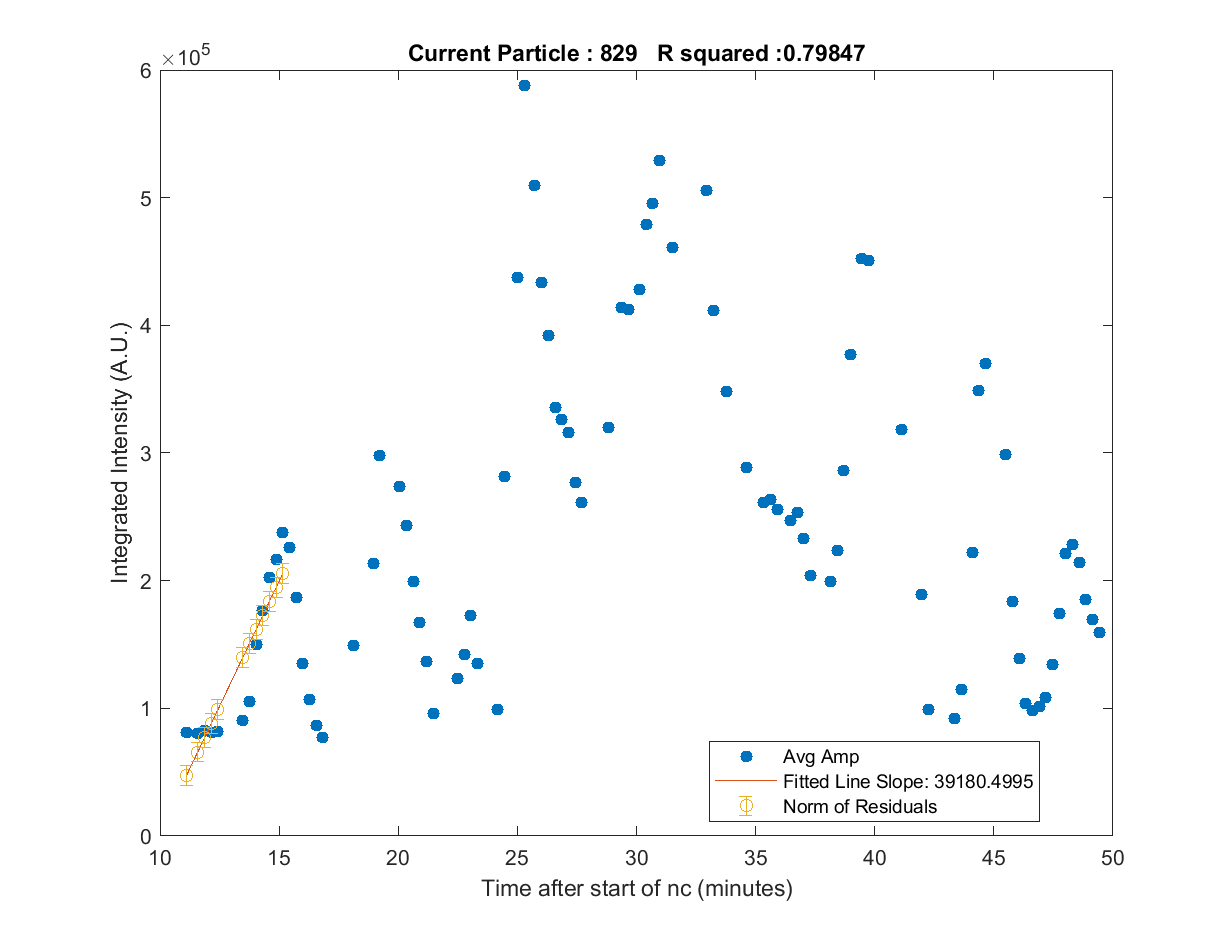 Current Particle : 829 R squared :0.79847
×10^5
6
5
4
3
2
1
0
Integrated Intensity (A.U.)
10 15 20 25 30 35 40 45 50
Time after start of nc (minutes)
Avg Amp
Fitted Line Slope: 39180.4995
Norm of Residuals